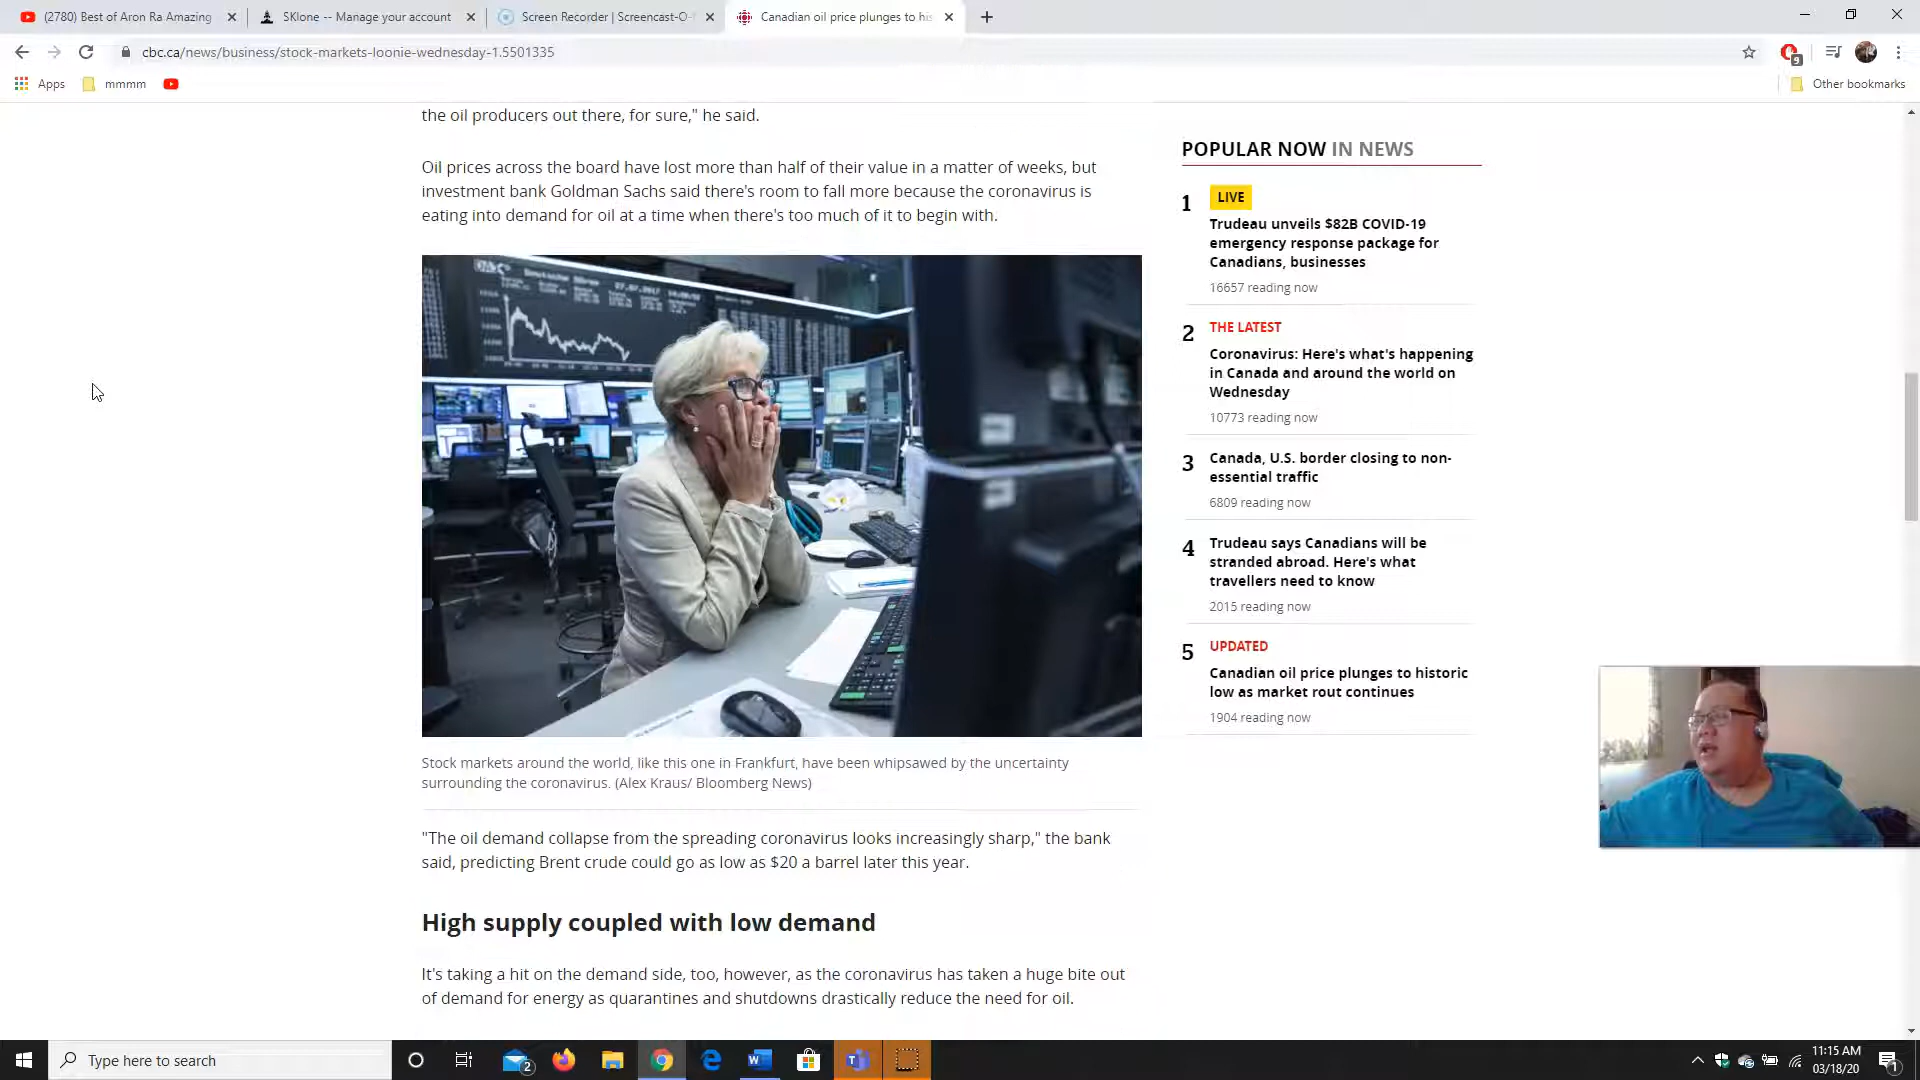 (2780) Best of Aron Ra Amazing
SKlone -- Manage your account
Screen Recorder | Screencast-O-
Canadian oil price plunges to his
cbc.ca/news/business/stock-markets-loonie-wednesday-1.5501335
9
Apps
mmmm
Other bookmarks
the oil producers out there, for sure," he said.
Oil prices across the board have lost more than half of their value in a matter of weeks, but
investment bank Goldman Sachs said there's room to fall more because the coronavirus is
eating into demand for oil at a time when there's too much of it to begin with.
Stock markets around the world, like this one in Frankfurt, have been whipsawed by the uncertainty
surrounding the coronavirus. (Alex Kraus/ Bloomberg News)
"The oil demand collapse from the spreading coronavirus looks increasingly sharp," the bank
said, predicting Brent crude could go as low as $20 a barrel later this year.
High supply coupled with low demand
It's taking a hit on the demand side, too, however, as the coronavirus has taken a huge bite out
of demand for energy as quarantines and shutdowns drastically reduce the need for oil.
POPULAR NOW IN NEWS
1 LIVE
Trudeau unveils $82B COVID-19
emergency response package for
Canadians, businesses
16657 reading now
2 THE LATEST
Coronavirus: Here's what's happening
in Canada and around the world on
Wednesday
10773 reading now
3 Canada, U.S. border closing to non-
essential traffic
6809 reading now
4 Trudeau says Canadians will be
stranded abroad. Here's what
travellers need to know
2015 reading now
5 UPDATED
Canadian oil price plunges to historic
low as market rout continues
1904 reading now
Type here to search
2
11:15 AM
03/18/20
1